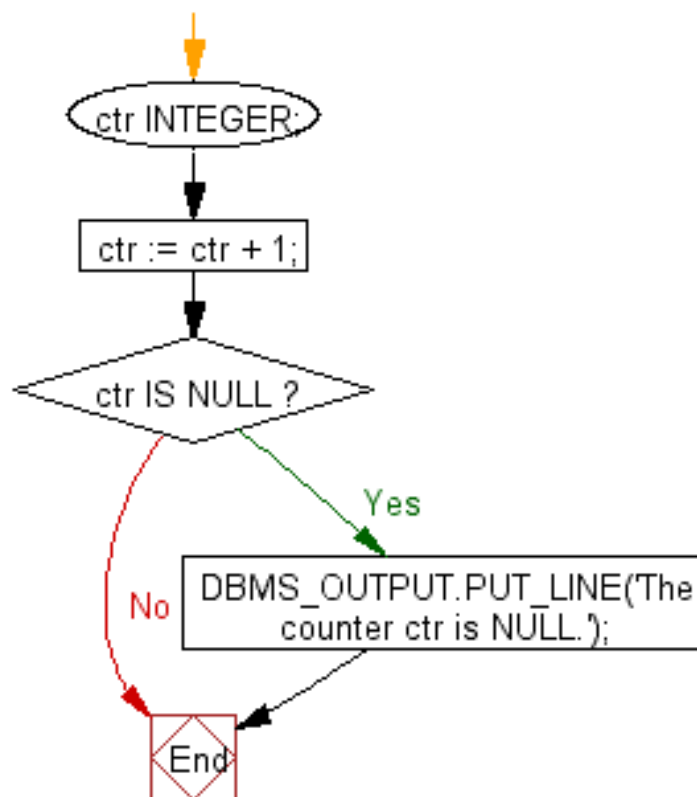 ctr INTEGER;
ctr := ctr + 1;
ctr IS NULL ?
Yes
DBMS_OUTPUT.PUT_LINE('The
counter ctr is NULL.');
No
End